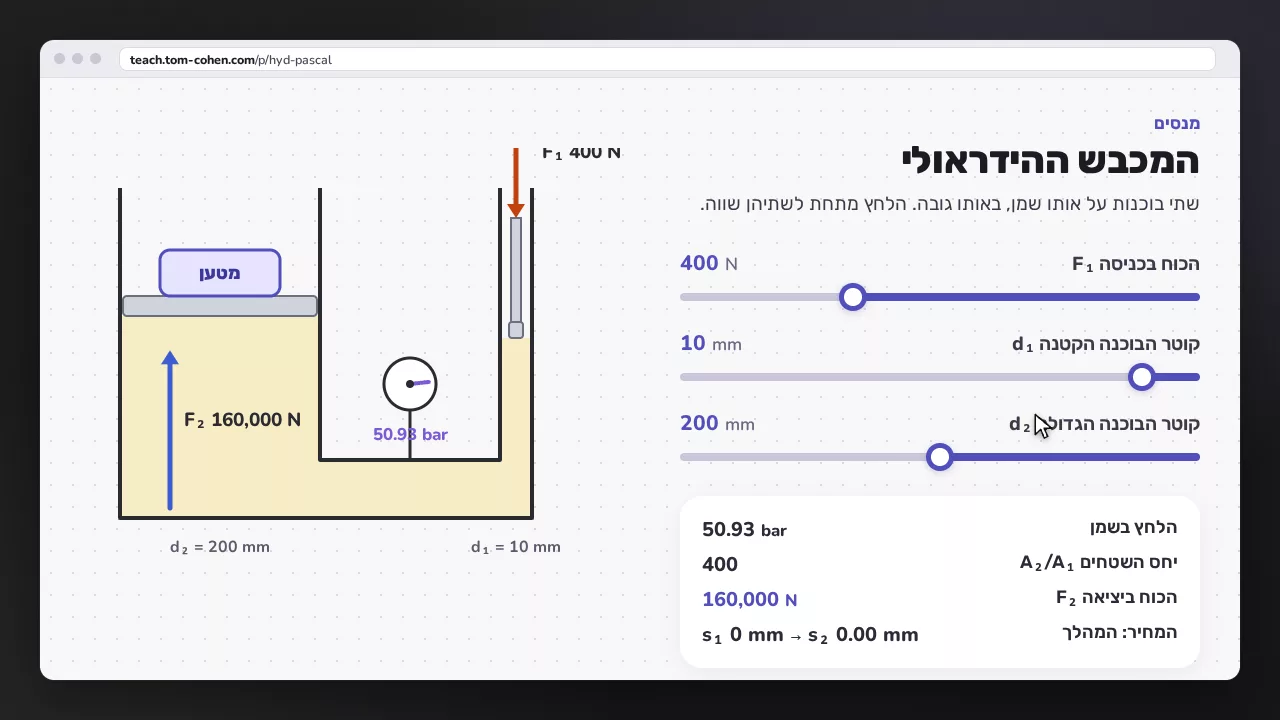 teach.tom-cohen.com/p/hyd-pascal
מנסים
המכבש ההידראולי
שתי בוכנות על אותו שמן, באותו גובה. הלחץ מתחת לשתיהן שווה.
הכוח בכניסה F₁ 400 N
קוטר הבוכנה הקטנה d₁ 10 mm
קוטר הבוכנה הגדולה d₂ 200 mm
הלחץ בשמן 50.93 bar
יחס השטחים A₂/A₁ 400
הכוח ביציאה F₂ 160,000 N
המחיר: המהלך s₁ 0 mm → s₂ 0.00 mm
F₁ 400 N
מטען
F₂ 160,000 N
50.93 bar
d₂ = 200 mm
d₁ = 10 mm